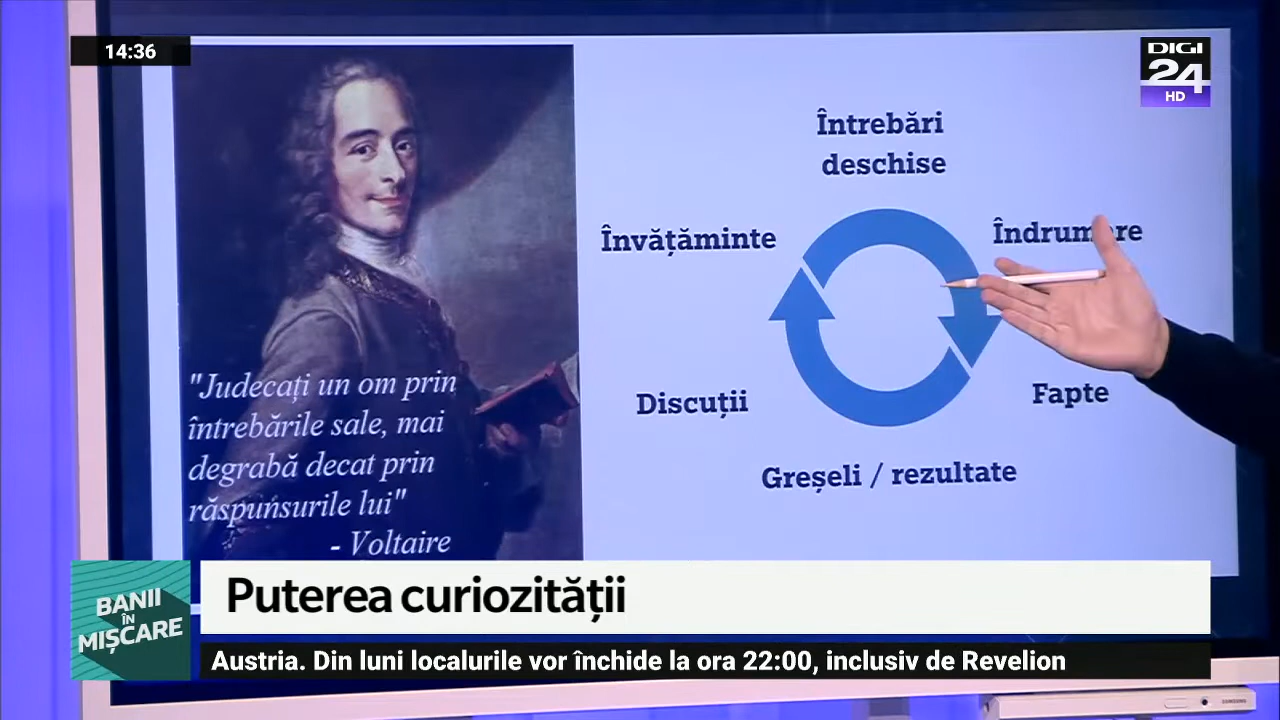 14:36
DIGI
24
HD
Întrebări
deschise
Învățăminte
Îndrumare
Discuții
Fapte
Greșeli / rezultate
"Judecați un om prin
întrebările sale, mai
degrabă decat prin
răspunsurile lui"
- Voltaire
BANII
ÎN
MIȘCARE
Puterea curiozității
Austria. Din luni localurile vor închide la ora 22:00, inclusiv de Revelion
SAMSUNG